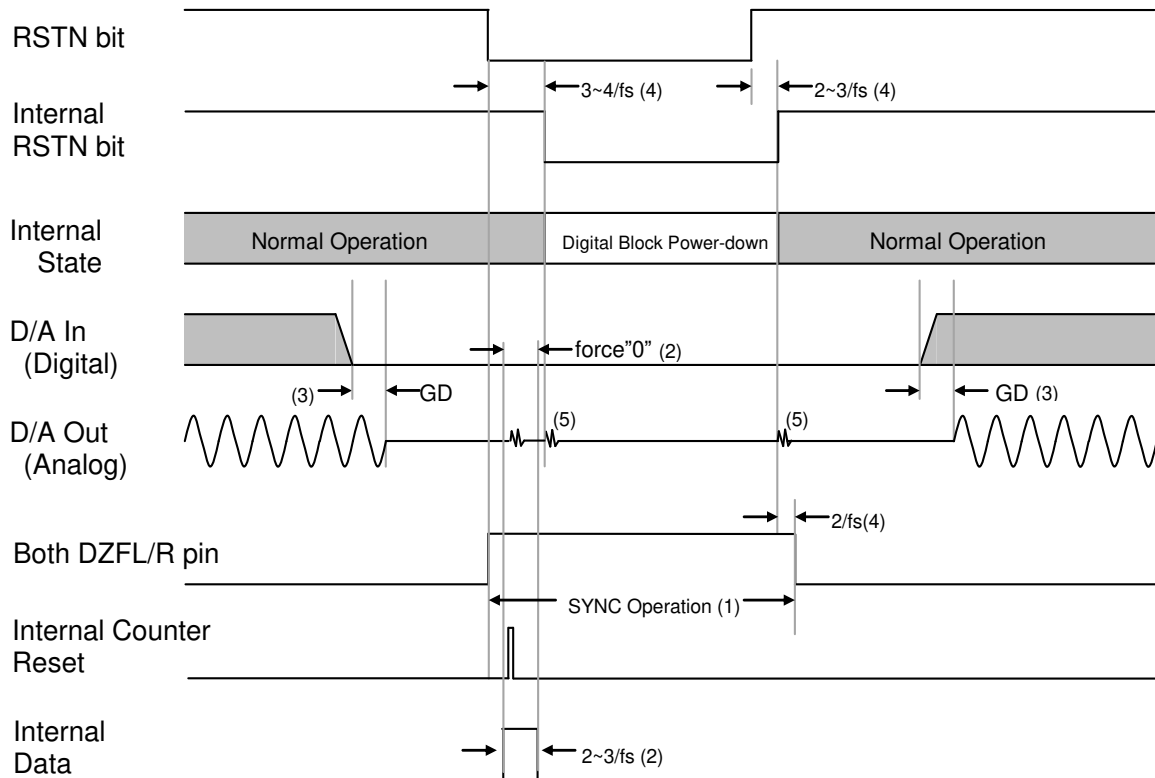 RSTN bit
3~4/fs (4)
2~3/fs (4)
Internal
RSTN bit
Internal
State
Normal Operation
Digital Block Power-down
Normal Operation
D/A In
(Digital)
force"0" (2)
(3)
GD
GD (3)
D/A Out
(Analog)
(5)
(5)
2/fs(4)
Both DZFL/R pin
SYNC Operation (1)
Internal Counter
Reset
Internal
Data
2~3/fs (2)